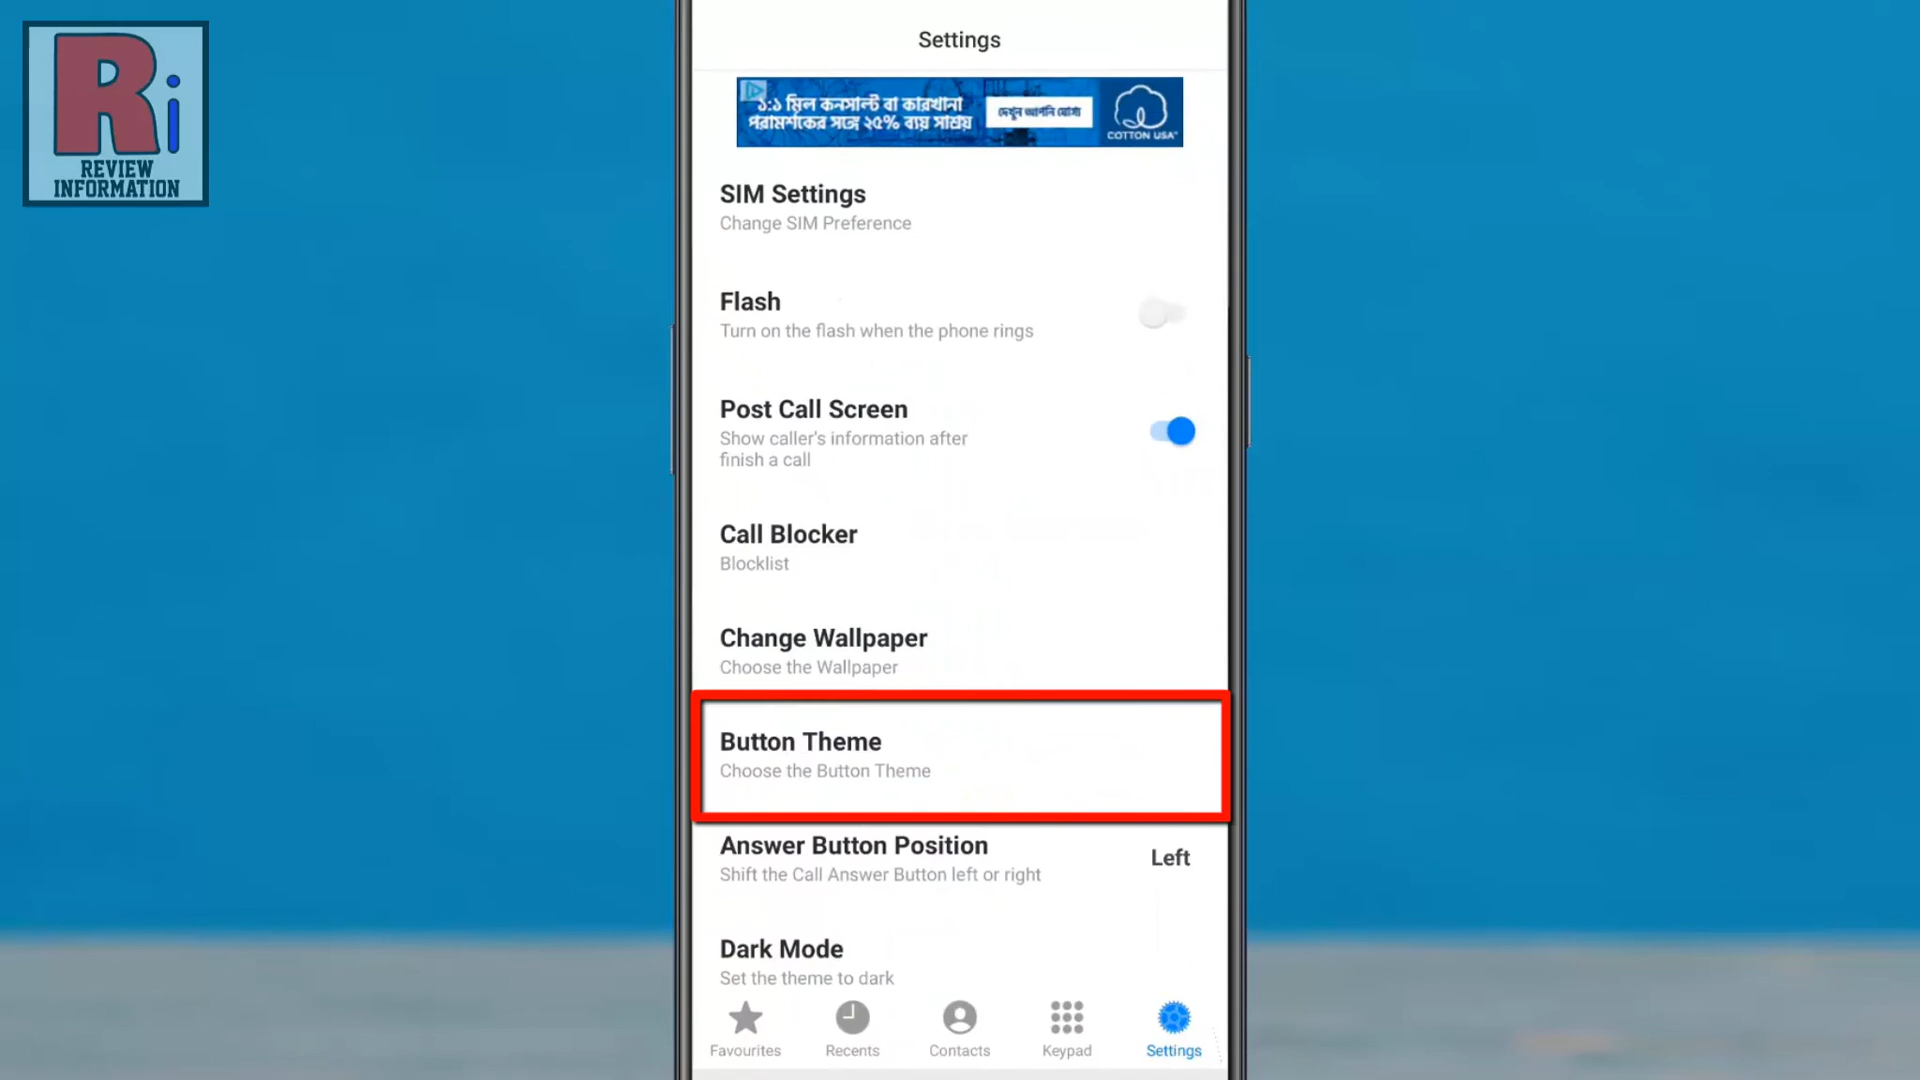 Ri
REVIEW
INFORMATION
Settings
১:১ মিল কনসাল্ট বা কারখানা
পরামর্শকের সঙ্গে ২৫% ব্যয় সাশ্রয়
দেখুন আপনি যোগ্য
COTTON USA™
SIM Settings
Change SIM Preference
Flash
Turn on the flash when the phone rings
Post Call Screen
Show caller's information after
finish a call
Call Blocker
Blocklist
Change Wallpaper
Choose the Wallpaper
Button Theme
Choose the Button Theme
Answer Button Position
Left
Shift the Call Answer Button left or right
Dark Mode
Set the theme to dark
Favourites
Recents
Contacts
Keypad
Settings